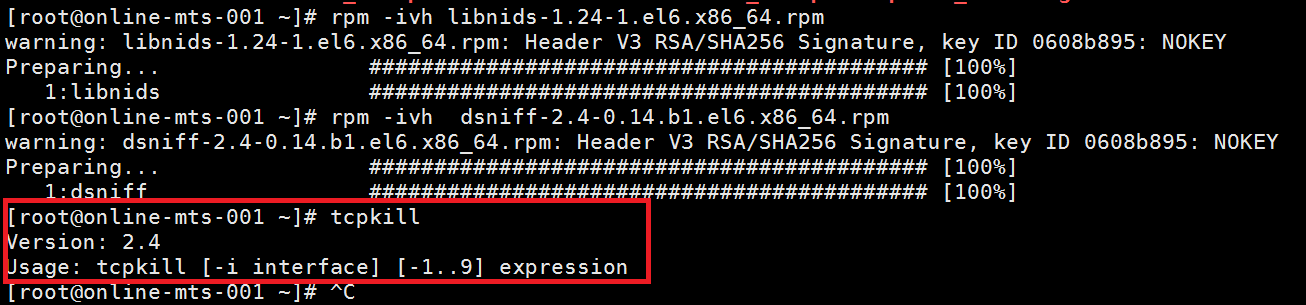 [root@online-mts-001 ~]# rpm -ivh libnids-1.24-1.el6.x86_64.rpm
warning: libnids-1.24-1.el6.x86_64.rpm: Header V3 RSA/SHA256 Signature, key ID 0608b895: NOKEY
Preparing...                ########################################### [100%]
   1:libnids                ########################################### [100%]
[root@online-mts-001 ~]# rpm -ivh  dsniff-2.4-0.14.b1.el6.x86_64.rpm
warning: dsniff-2.4-0.14.b1.el6.x86_64.rpm: Header V3 RSA/SHA256 Signature, key ID 0608b895: NOKEY
Preparing...                ########################################### [100%]
   1:dsniff                 ########################################### [100%]
[root@online-mts-001 ~]# tcpkill
Version: 2.4
Usage: tcpkill [-i interface] [-1..9] expression
[root@online-mts-001 ~]# ^C